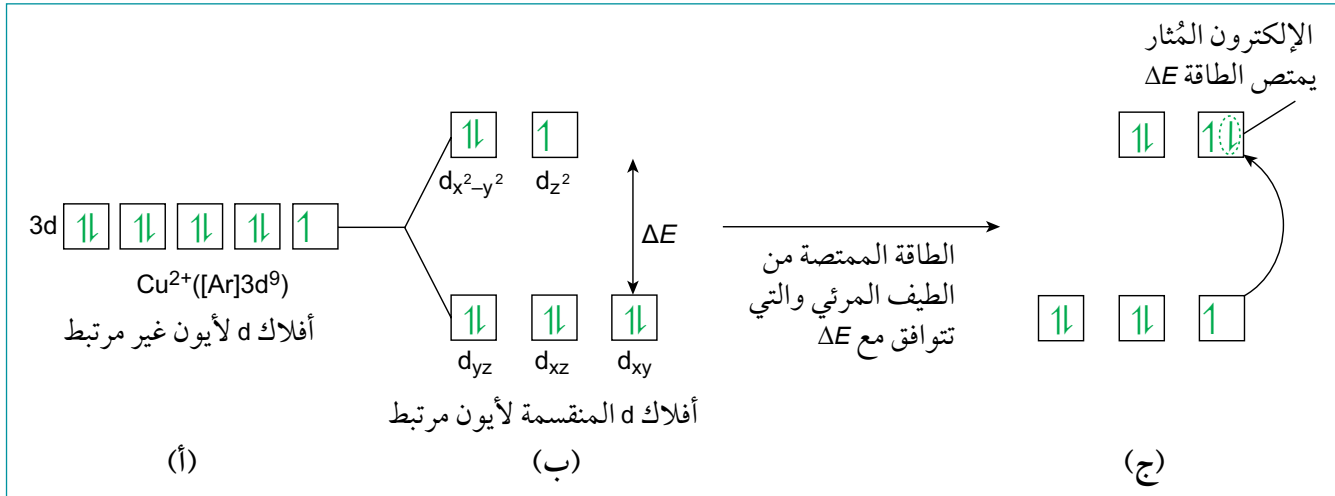 الإلكترون المُثار
يمتص الطاقة ΔE
dx²–y² dz²
3d
ΔE
Cu²⁺([Ar]3d⁹)
أفلاك d لأيون غير مرتبط
dyz dxz dxy
أفلاك d المنقسمة لأيون مرتبط
الطاقة الممتصة من
الطيف المرئي والتي
تتوافق مع ΔE
(أ)
(ب)
(ج)